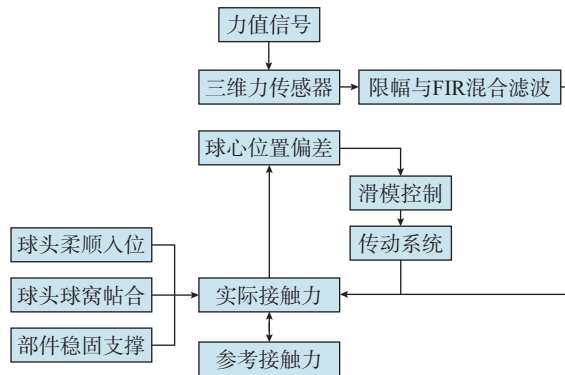 力值信号
三维力传感器
限幅与FIR混合滤波
球心位置偏差
滑模控制
传动系统
球头柔顺入位
球头球窝帖合
部件稳固支撑
实际接触力
参考接触力